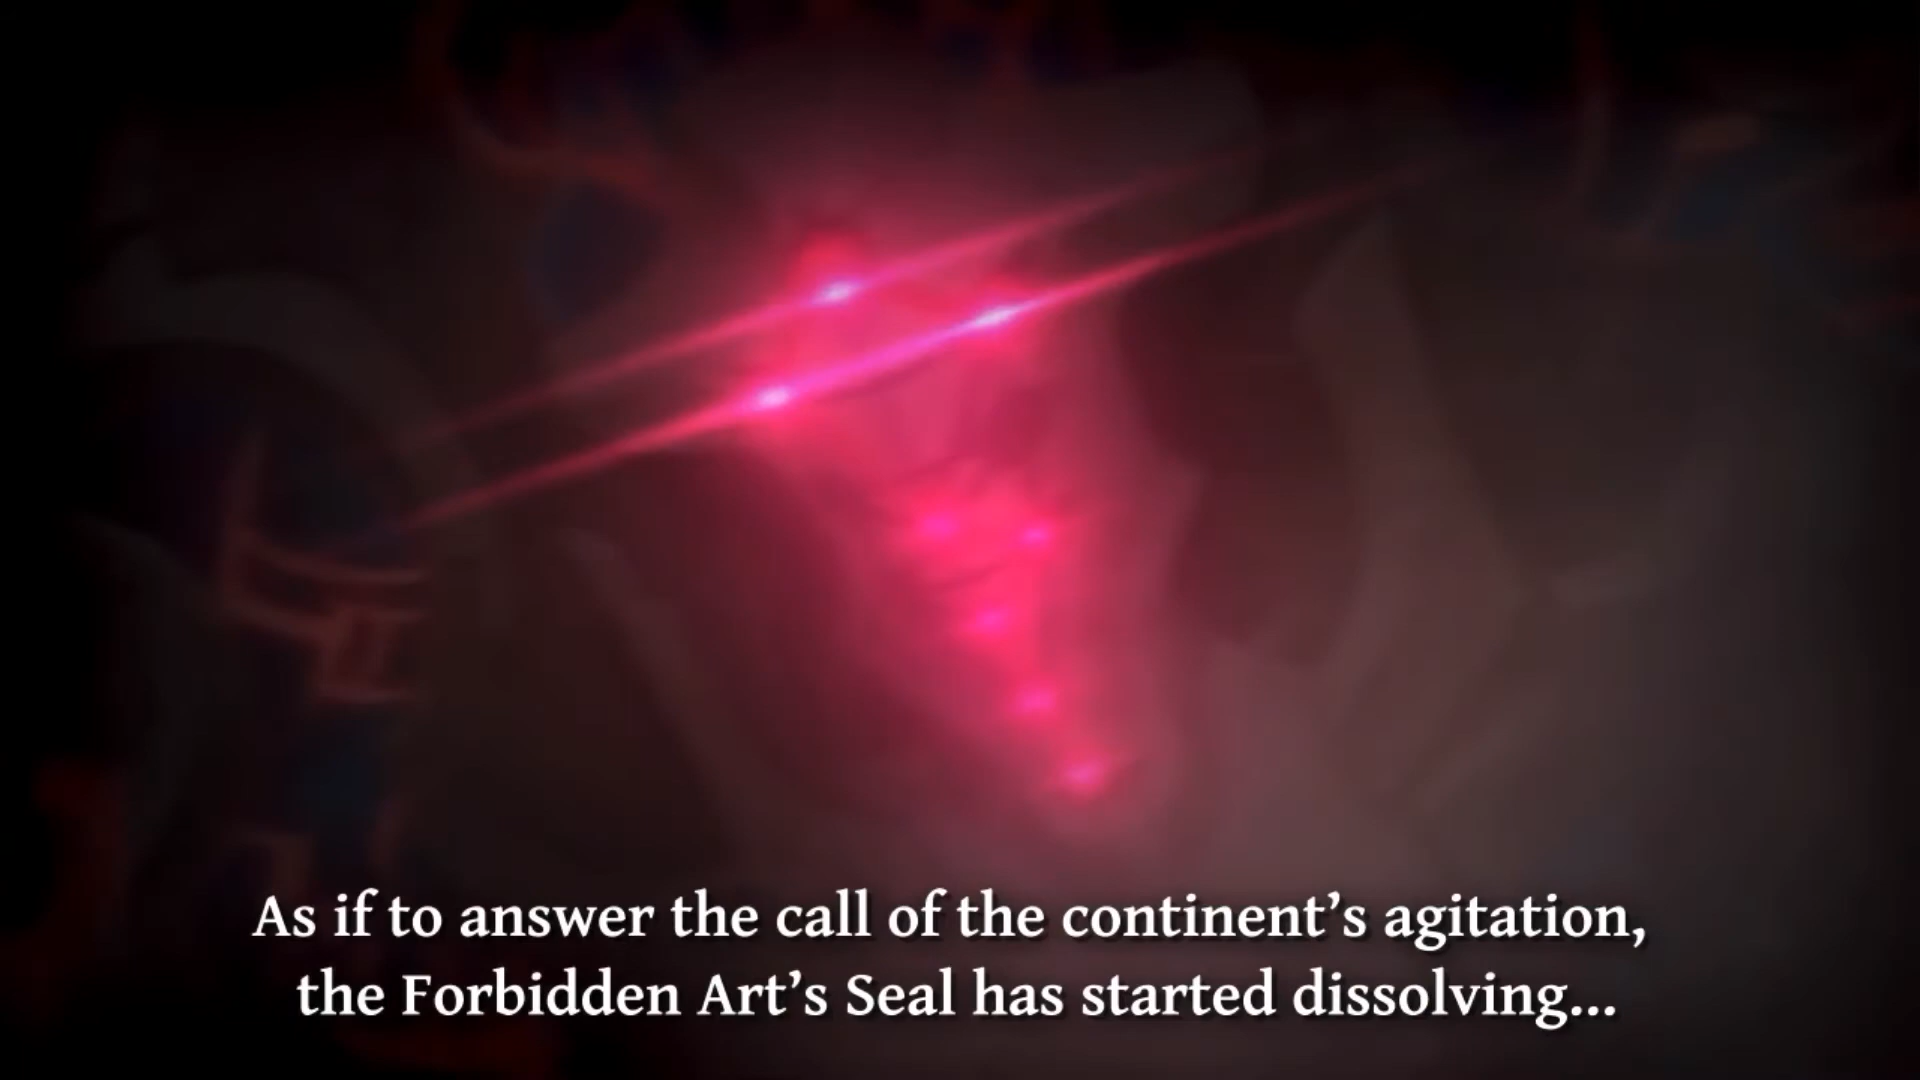 As if to answer the call of the continent’s agitation,
the Forbidden Art’s Seal has started dissolving...